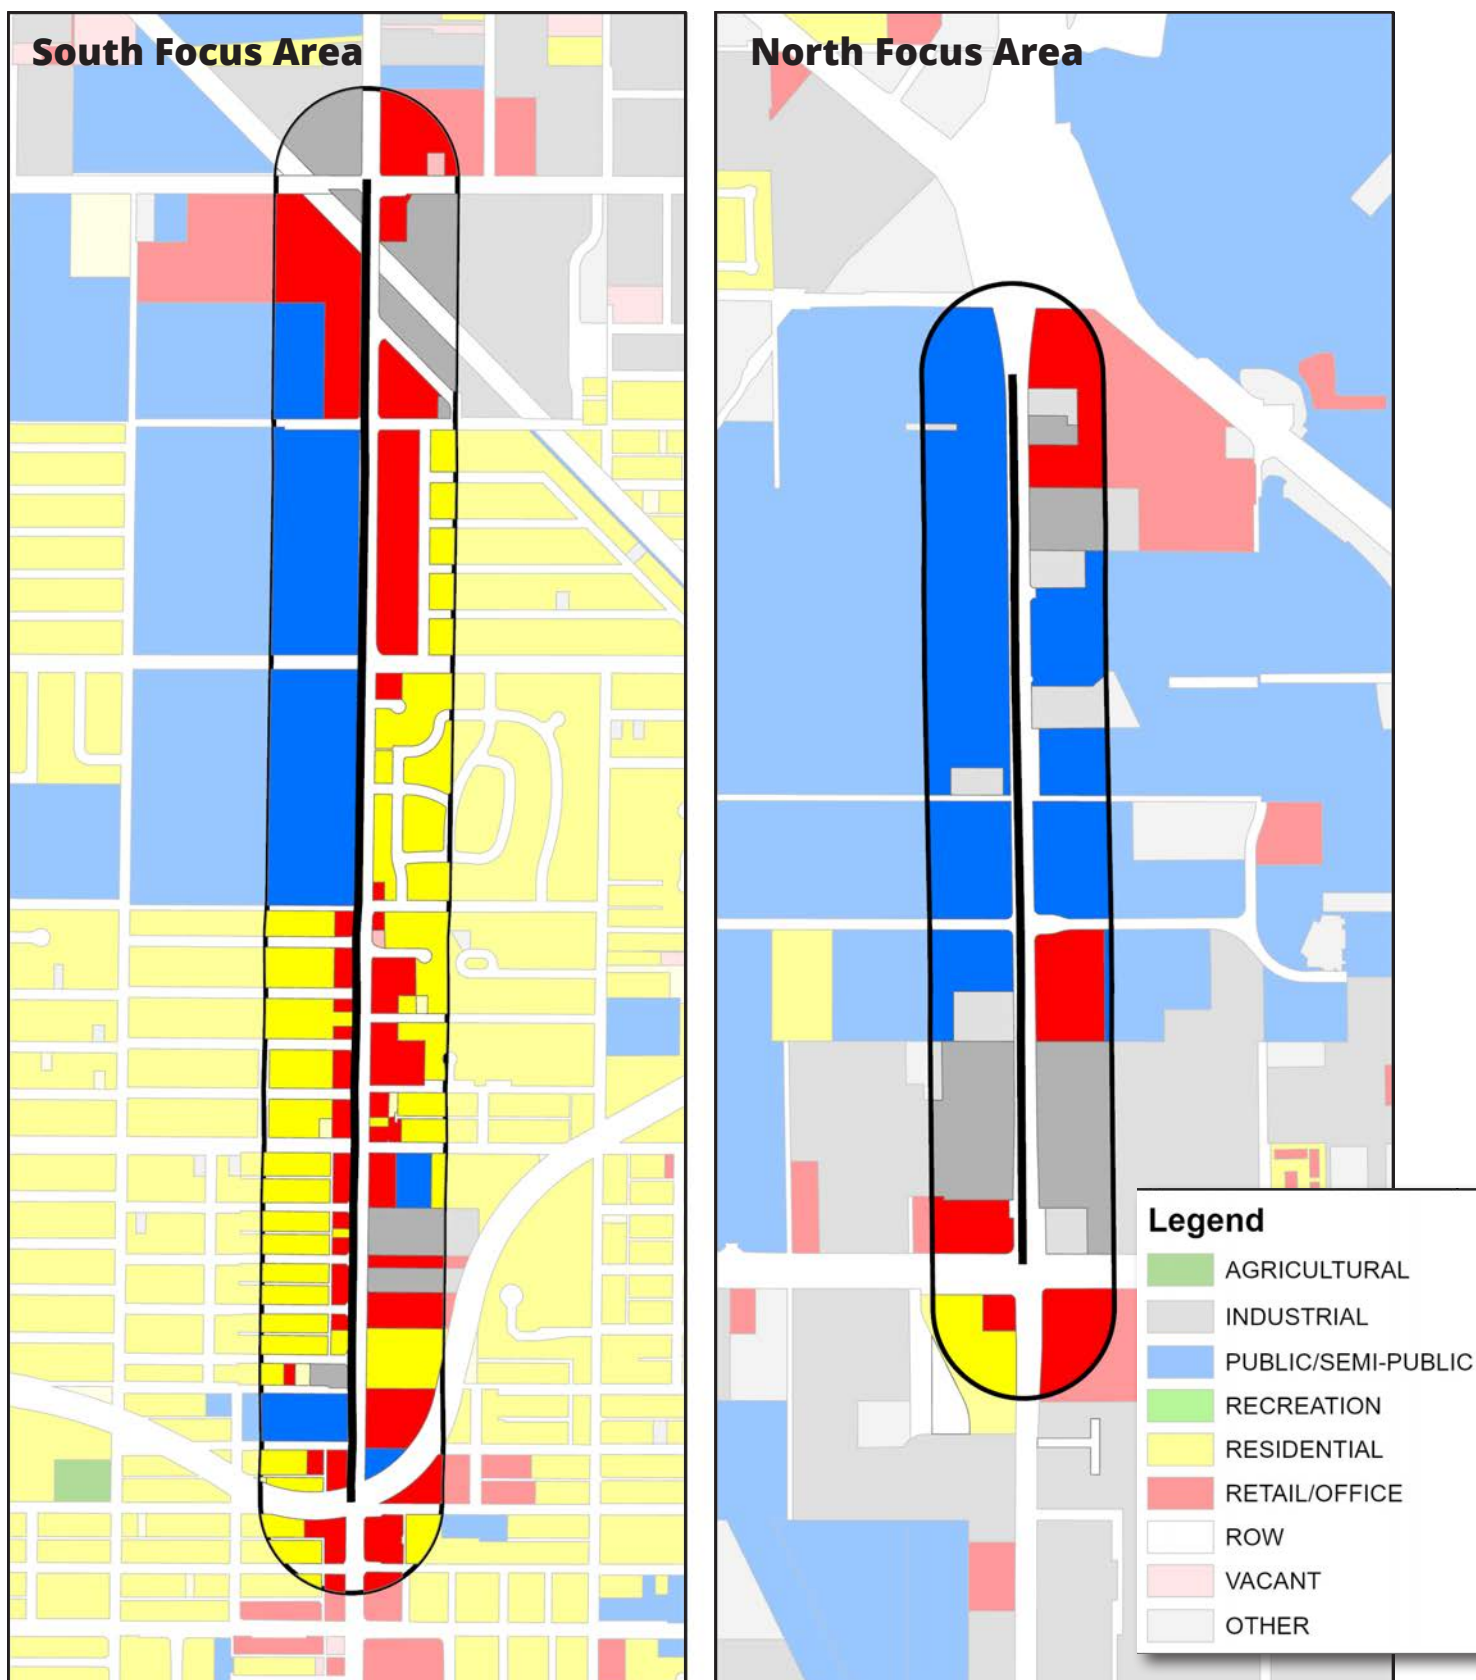 South Focus Area
North Focus Area
Legend
AGRICULTURAL
INDUSTRIAL
PUBLIC/SEMI-PUBLIC
RECREATION
RESIDENTIAL
RETAIL/OFFICE
ROW
VACANT
OTHER